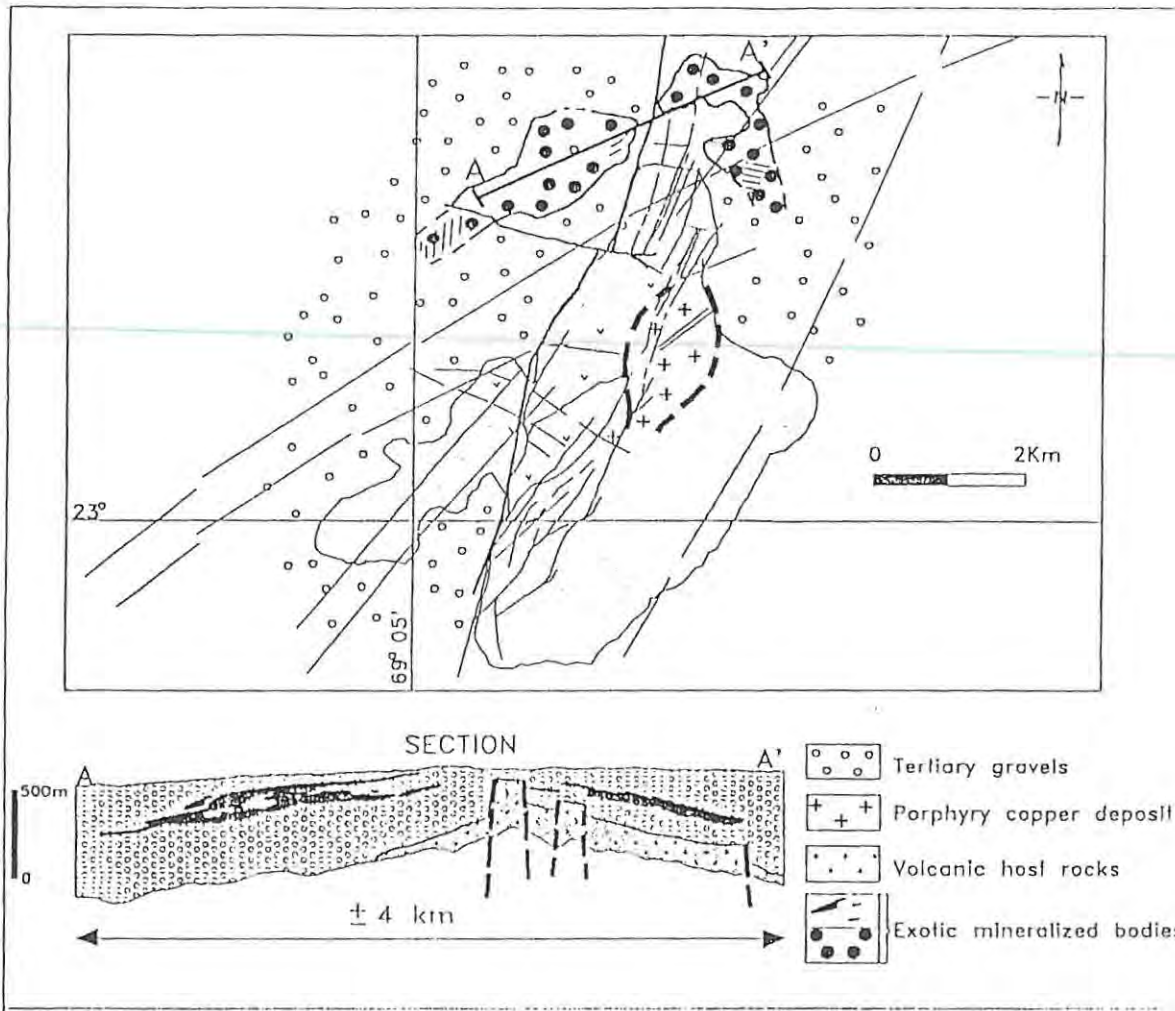 A'
N
A
0 2Km
23°
69° 05'
SECTION
A A'
500m
0
± 4 km
Tertiary gravels
Porphyry copper deposit
Volcanic host rocks
Exotic mineralized bodies